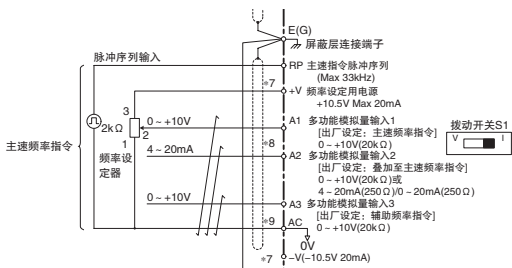 E(G)
屏蔽层连接端子
脉冲序列输入
RP 主速指令脉冲序列
(Max 33kHz)
*7
+V 频率设定用电源
+10.5V Max 20mA
3
2kΩ
2
1
0~+10V
A1 多功能模拟量输入1
[出厂设定：主速频率指令]
0~+10V(20kΩ)
拨动开关S1
V I
主速频率指令
频率设
定器
4~20mA
*8
A2 多功能模拟量输入2
[出厂设定：叠加至主速频率指令]
0~+10V(20kΩ)或
4~20mA(250Ω)/0~20mA(250Ω)
0~+10V
A3 多功能模拟量输入3
[出厂设定：辅助频率指令]
0~+10V(20kΩ)
*9
AC
0V
*7
-V(-10.5V 20mA)